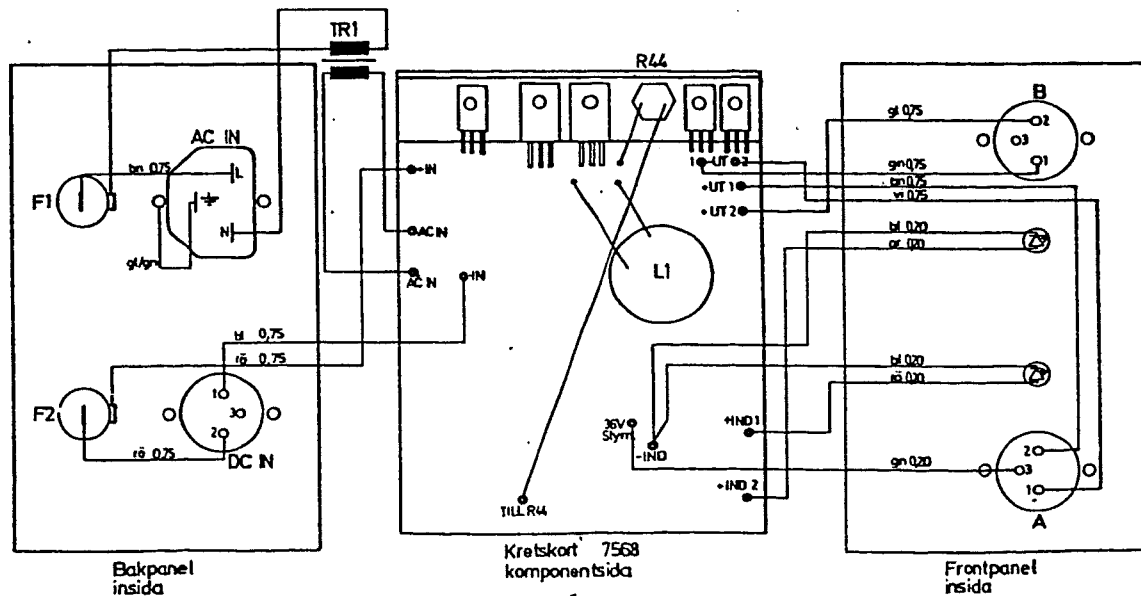 TR1
AC IN
bn 0,75
L
F1
N
gl/grn
bl 0,75
rö 0,75
F2
1
3
2
rö 0,75
DC IN
Bakpanel
insida
R44
+IN
AC IN
AC IN
-IN
1 -UT 2
+UT 1
+UT 2
L1
36V
Styrn
-IND
+IND 1
+IND 2
TILL R44
Kretskort 7568
komponentsida
B
gl 0,75
2
3
1
gn 0,75
bn 0,75
vi 0,75
bl 0,20
or 0,20
bl 0,20
rö 0,20
gn 0,20
2
3
1
A
Frontpanel
insida